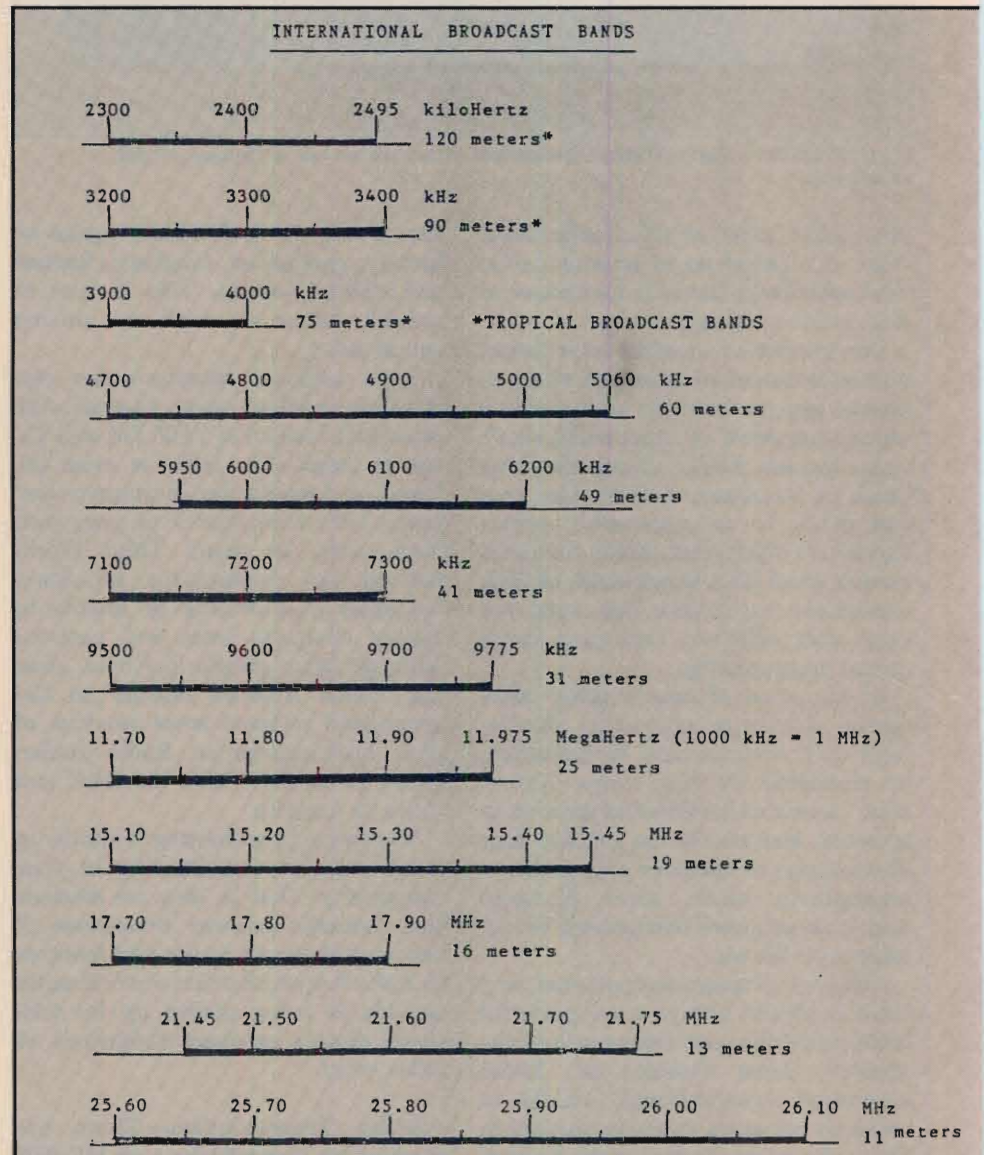 INTERNATIONAL BROADCAST BANDS
2300 2400 2495 kiloHertz
120 meters*
3200 3300 3400 kHz
90 meters*
3900 4000 kHz
75 meters* *TROPICAL BROADCAST BANDS
4700 4800 4900 5000 5060 kHz
60 meters
5950 6000 6100 6200 kHz
49 meters
7100 7200 7300 kHz
41 meters
9500 9600 9700 9775 kHz
31 meters
11.70 11.80 11.90 11.975 MegaHertz (1000 kHz = 1 MHz)
25 meters
15.10 15.20 15.30 15.40 15.45 MHz
19 meters
17.70 17.80 17.90 MHz
16 meters
21.45 21.50 21.60 21.70 21.75 MHz
13 meters
25.60 25.70 25.80 25.90 26.00 26.10 MHz
11 meters